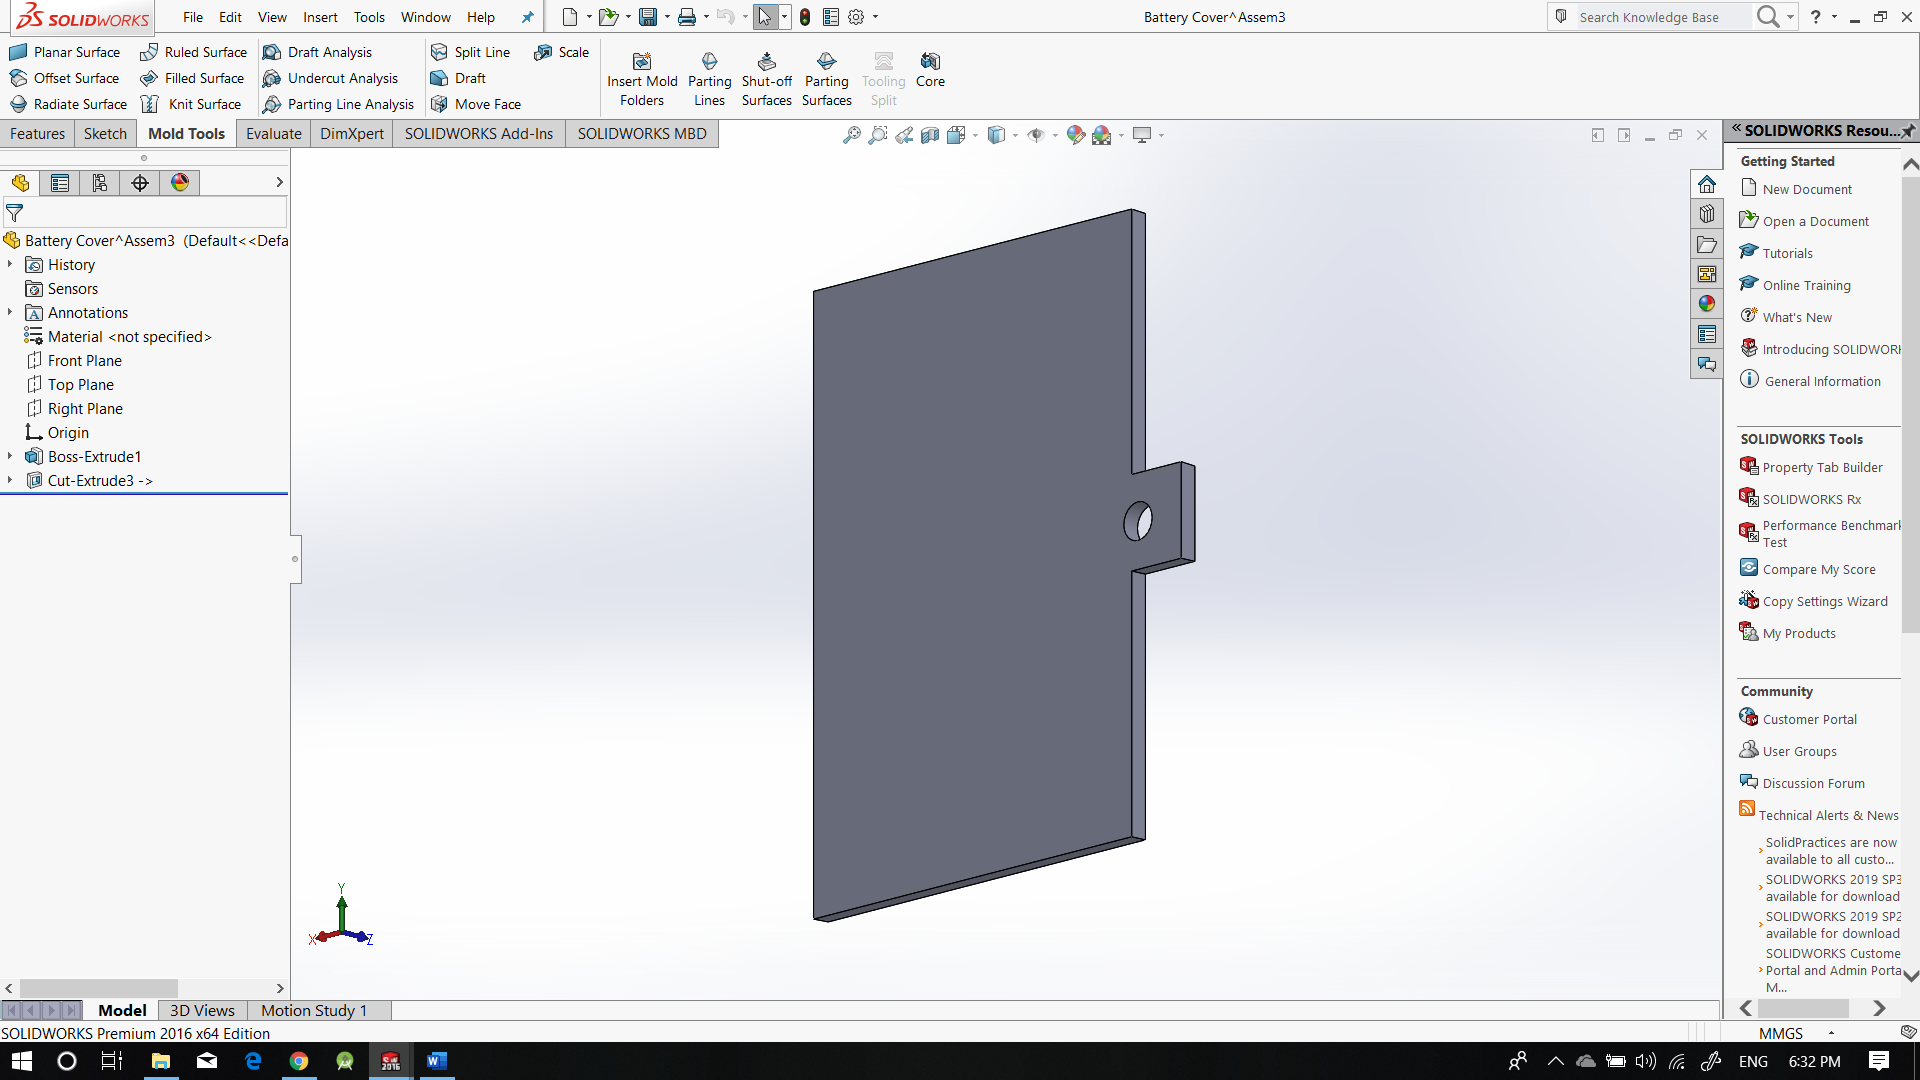 SOLIDWORKS
File Edit View Insert Tools Window Help
Battery Cover^Assem3
Search Knowledge Base
?
Planar Surface
Offset Surface
Radiate Surface
Ruled Surface
Filled Surface
Knit Surface
Draft Analysis
Undercut Analysis
Parting Line Analysis
Split Line
Draft
Move Face
Scale
Insert Mold
Folders
Parting
Lines
Shut-off
Surfaces
Parting
Surfaces
Tooling
Split
Core
Features Sketch Mold Tools Evaluate DimXpert SOLIDWORKS Add-Ins SOLIDWORKS MBD
Battery Cover^Assem3 (Default<<Defa
History
Sensors
Annotations
Material <not specified>
Front Plane
Top Plane
Right Plane
Origin
Boss-Extrude1
Cut-Extrude3 ->
Y
X
Z
SOLIDWORKS Resou...
Getting Started
New Document
Open a Document
Tutorials
Online Training
What's New
Introducing SOLIDWOR
General Information
SOLIDWORKS Tools
Property Tab Builder
SOLIDWORKS Rx
Performance Benchmar
Test
Compare My Score
Copy Settings Wizard
My Products
Community
Customer Portal
User Groups
Discussion Forum
Technical Alerts & News
SolidPractices are now
available to all custo...
SOLIDWORKS 2019 SP3
available for download
SOLIDWORKS 2019 SP2
available for download
SOLIDWORKS Custome
Portal and Admin Porta
M...
Model 3D Views Motion Study 1
SOLIDWORKS Premium 2016 x64 Edition
MMGS
ENG 6:32 PM